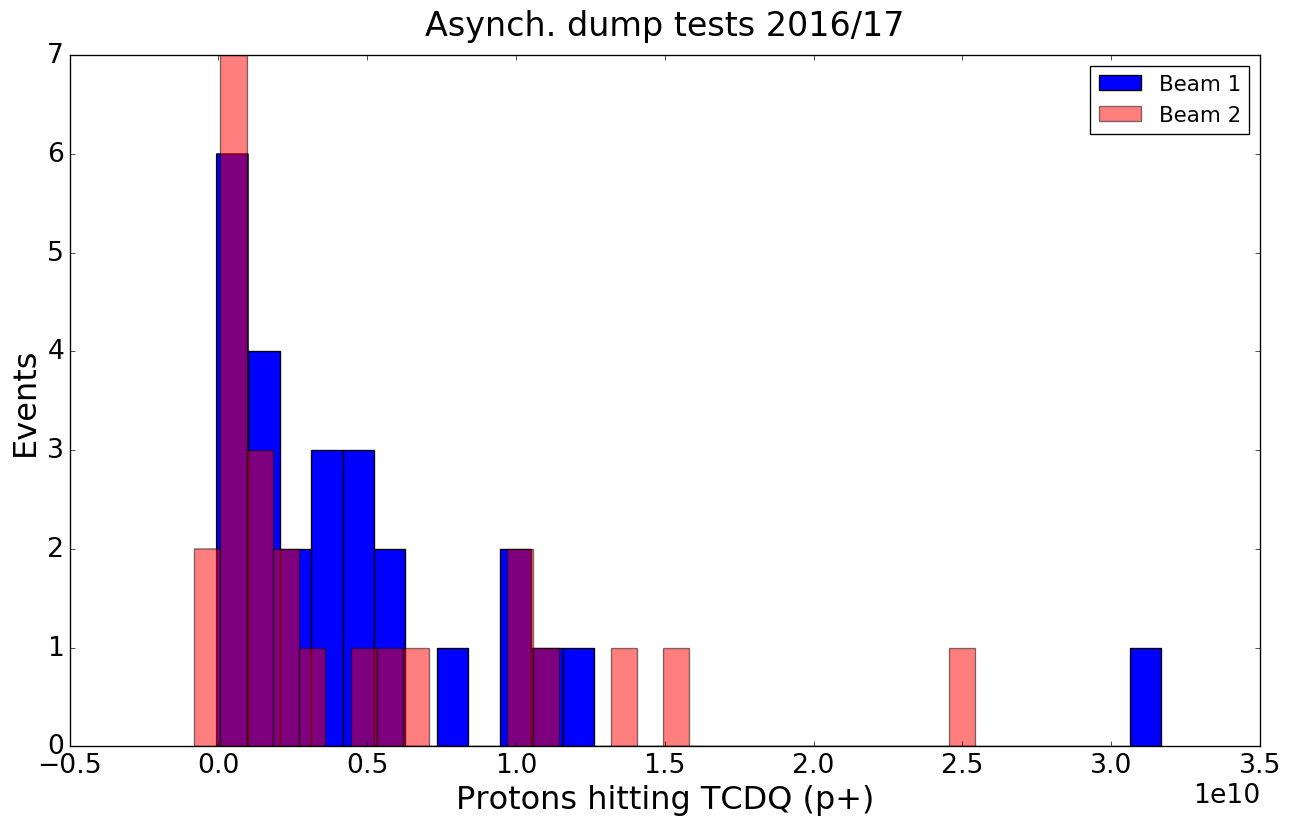 Asynch. dump tests 2016/17
Beam 1
Beam 2
7
6
5
4
3
2
1
0
Events
−0.5 0.0 0.5 1.0 1.5 2.0 2.5 3.0 3.5
1e10
Protons hitting TCDQ (p+)